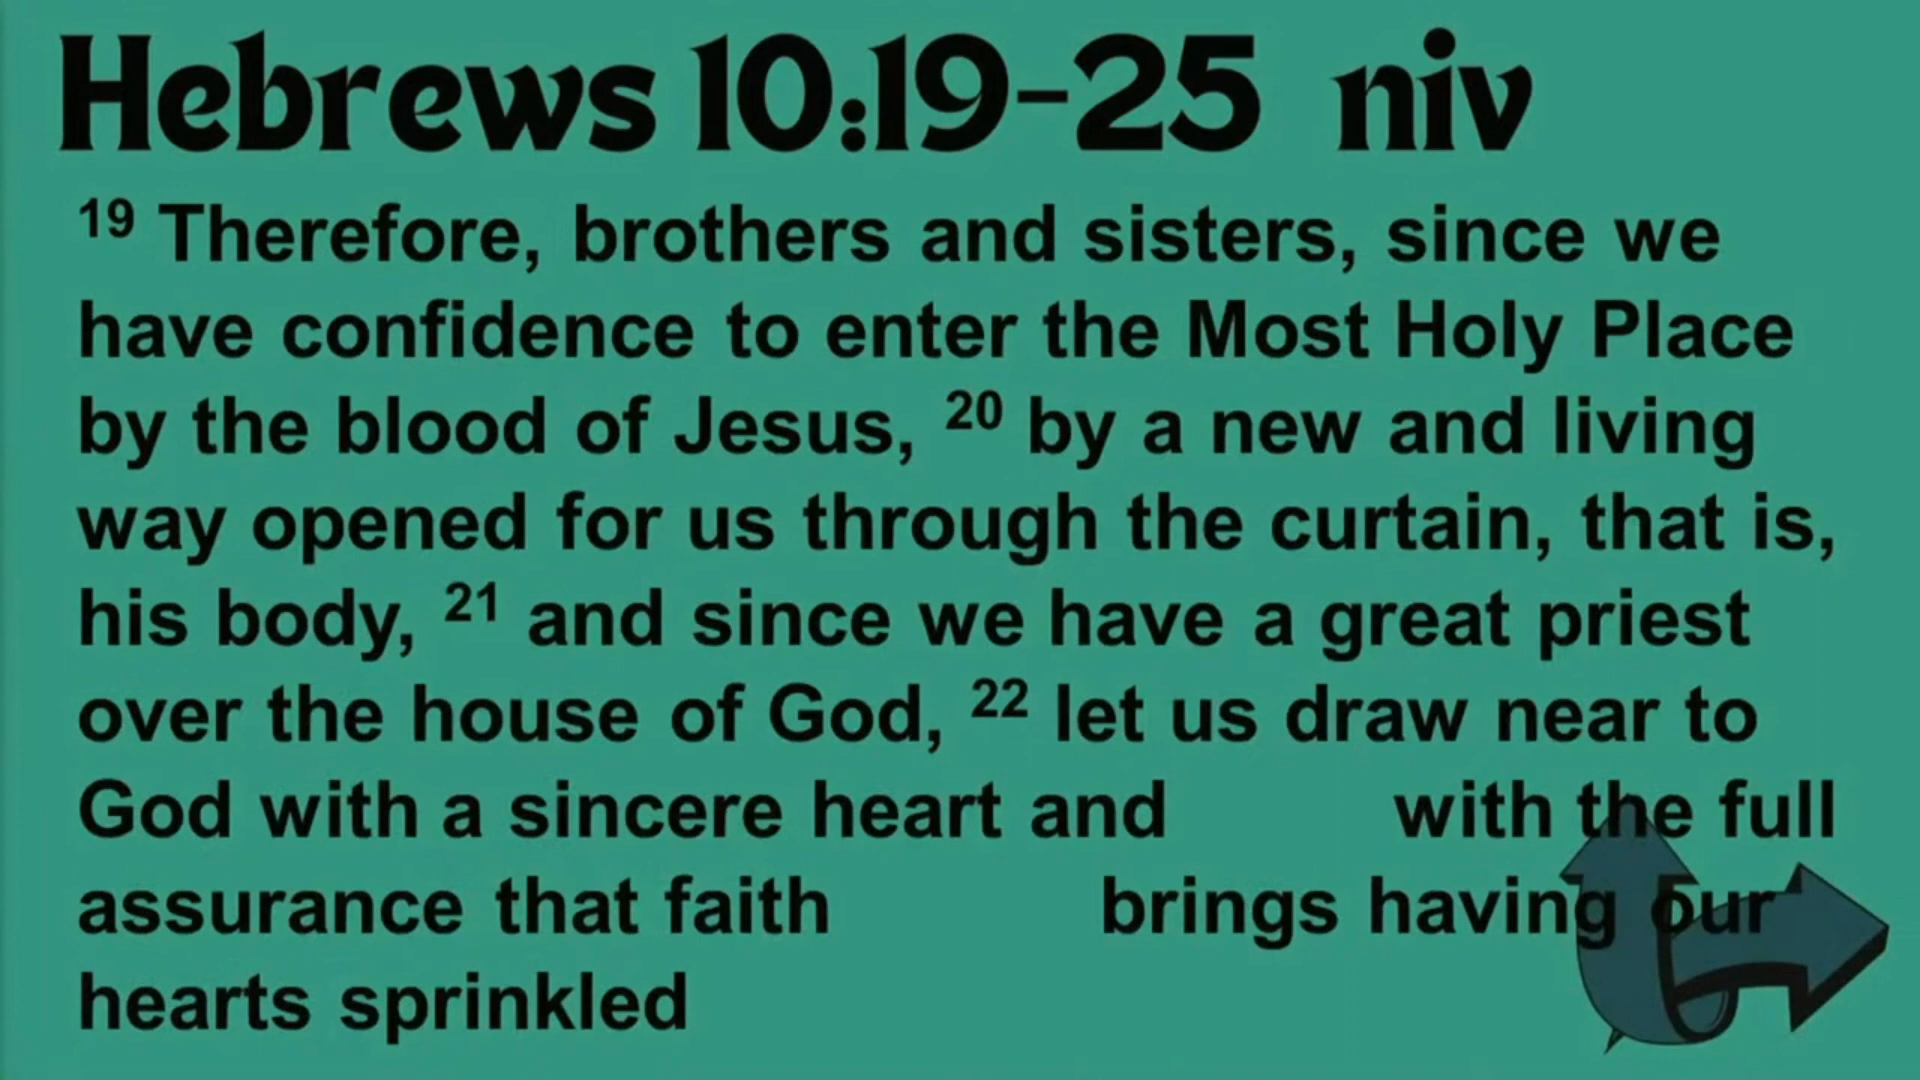 Hebrews 10:19-25 niv
19 Therefore, brothers and sisters, since we
have confidence to enter the Most Holy Place
by the blood of Jesus, 20 by a new and living
way opened for us through the curtain, that is,
his body, 21 and since we have a great priest
over the house of God, 22 let us draw near to
God with a sincere heart and with the full
assurance that faith brings having our
hearts sprinkled